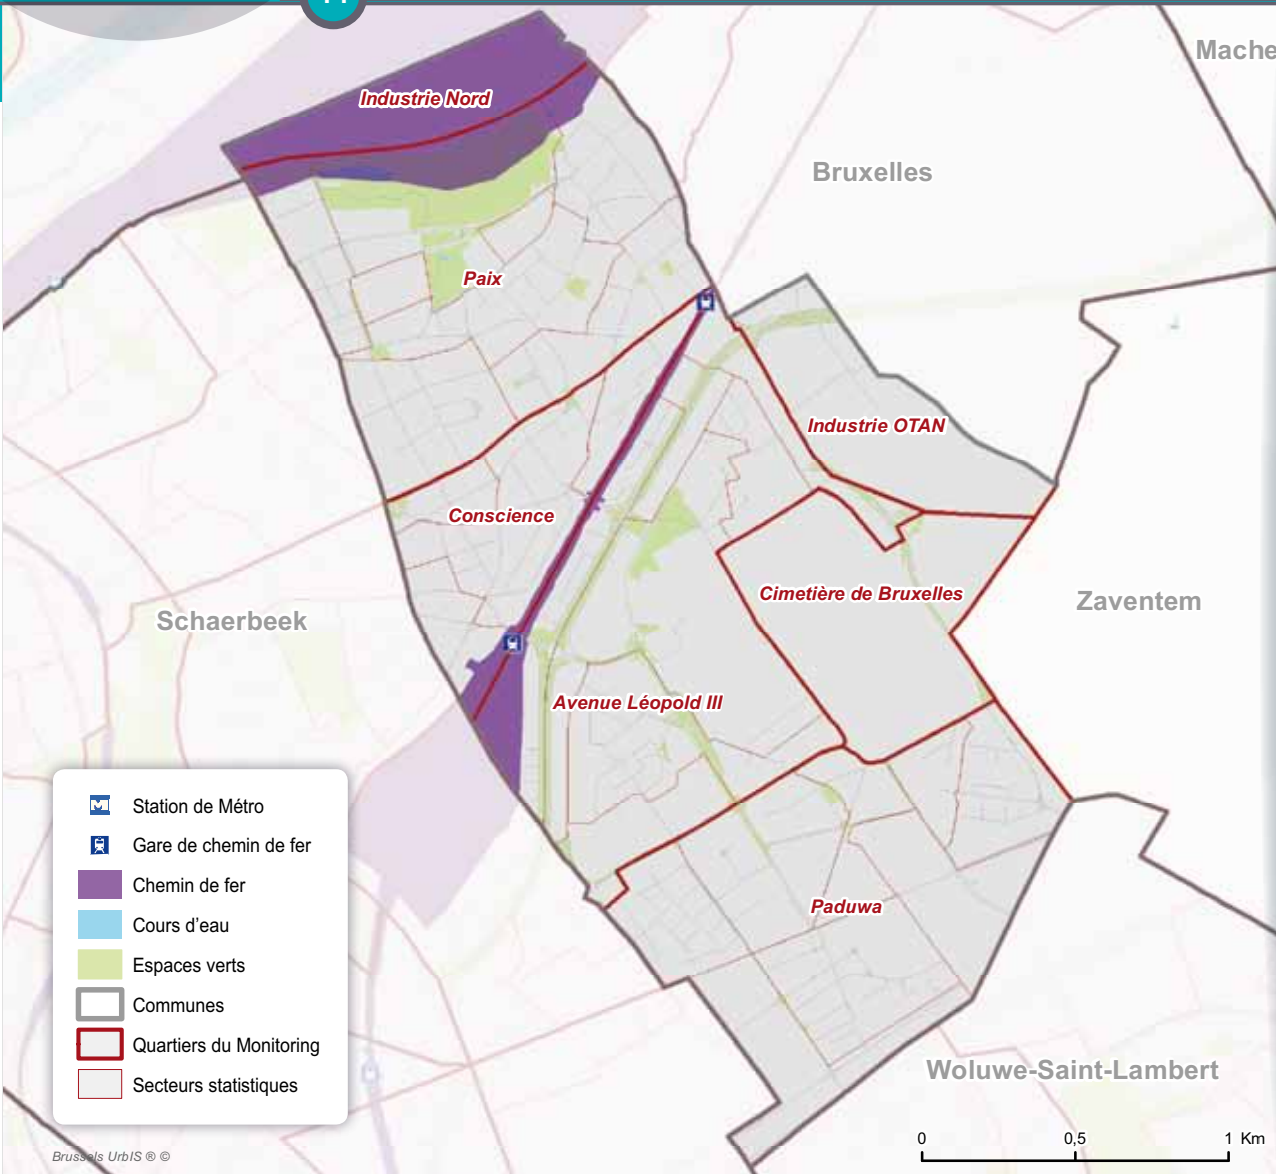 Mache
Industrie Nord
Bruxelles
Paix
Industrie OTAN
Conscience
Cimetière de Bruxelles
Zaventem
Schaerbeek
Avenue Léopold III
Station de Métro
Gare de chemin de fer
Chemin de fer
Cours d'eau
Paduwa
Espaces verts
Communes
Quartiers du Monitoring
Woluwe-Saint-Lambert
Secteurs statistiques
0 0,5 1 Km
Brussels UrbIS ® ©